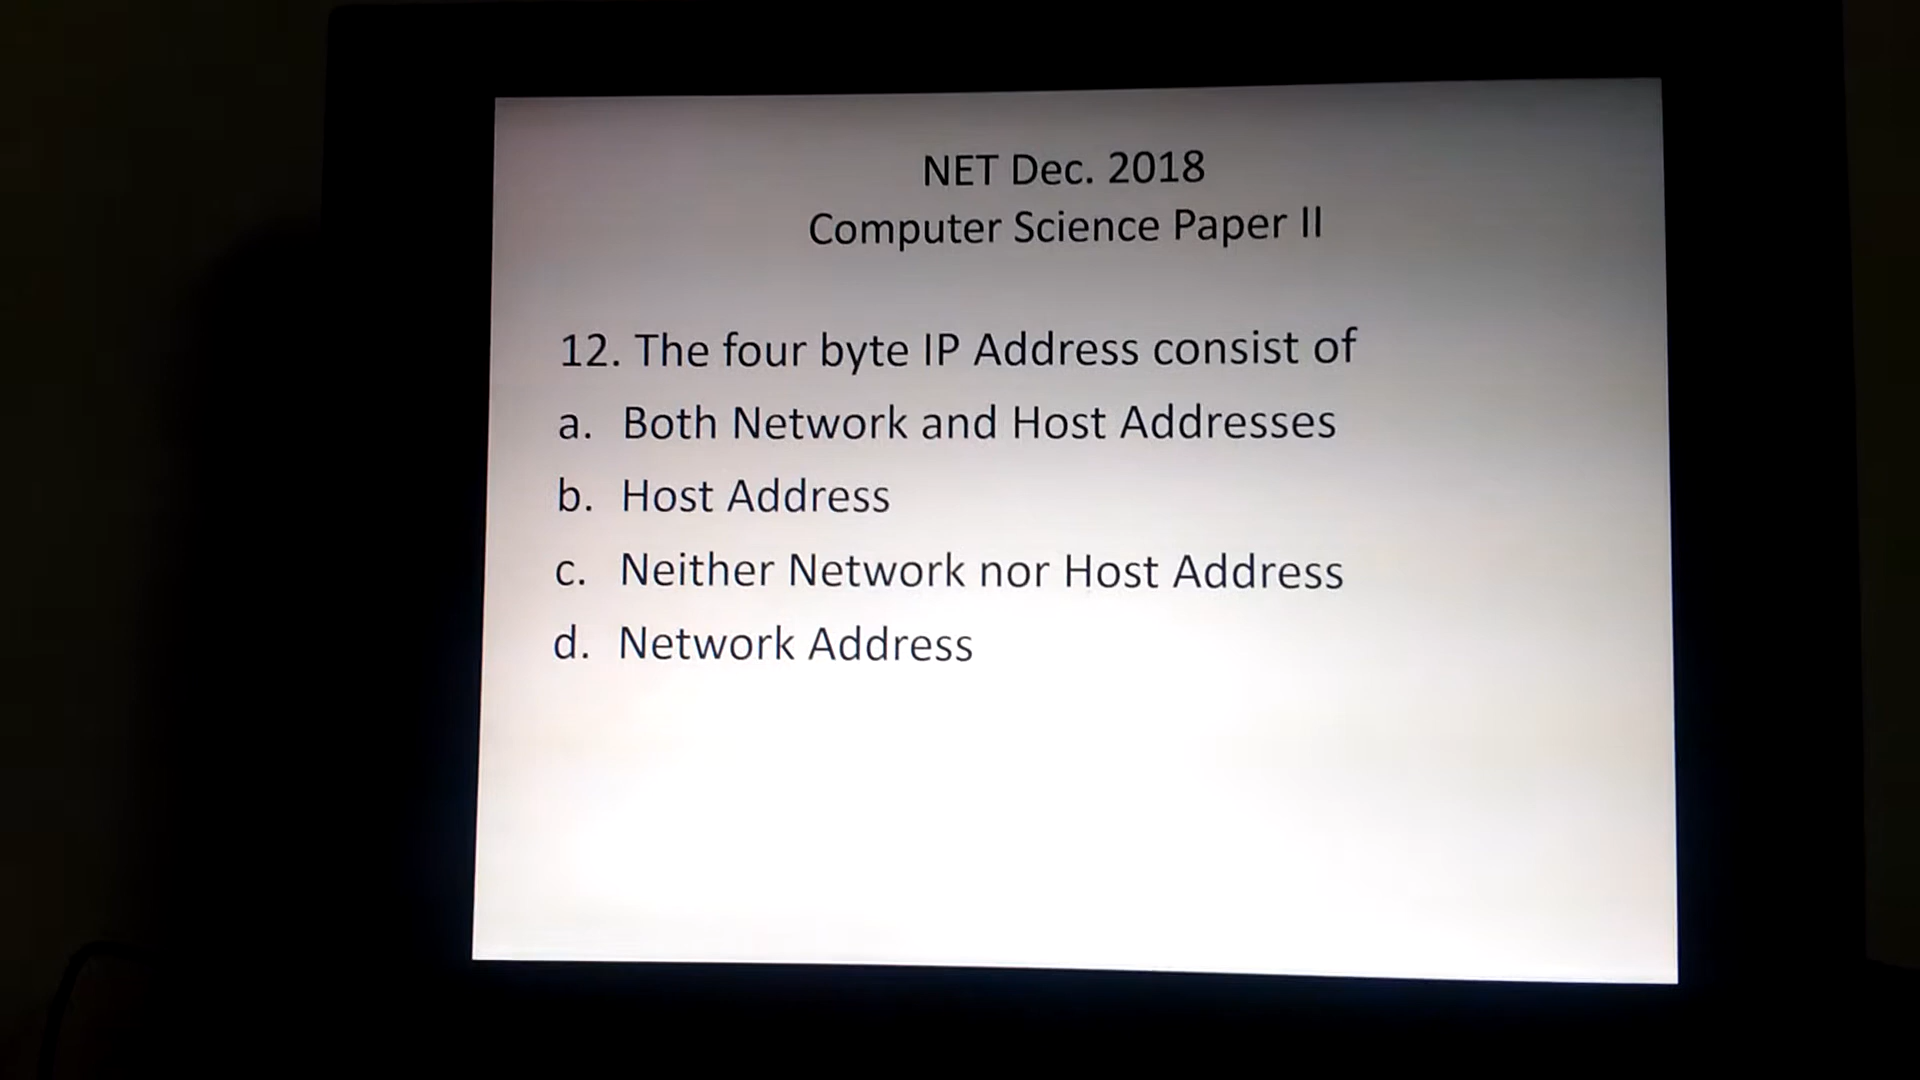 NET Dec. 2018
Computer Science Paper II
12. The four byte IP Address consist of
a. Both Network and Host Addresses
b. Host Address
c. Neither Network nor Host Address
d. Network Address